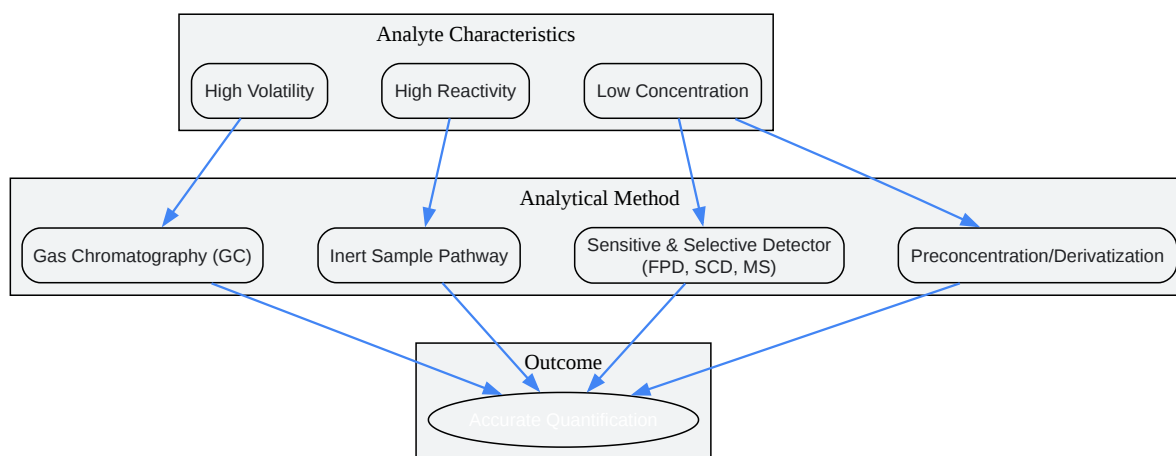 Analyte Characteristics
High Volatility
High Reactivity
Low Concentration
Analytical Method
Gas Chromatography (GC)
Inert Sample Pathway
Sensitive & Selective Detector
(FPD, SCD, MS)
Preconcentration/Derivatization
Outcome
Accurate Quantification